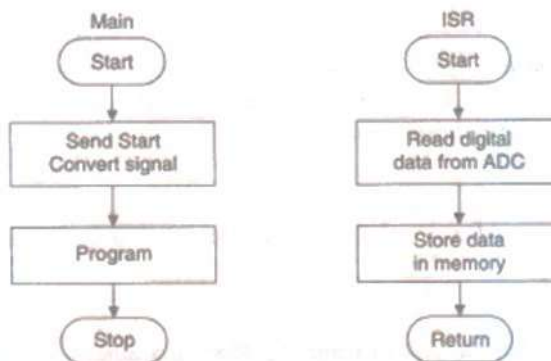 Main
Start
Send Start
Convert signal
Program
Stop
ISR
Start
Read digital
data from ADC
Store data
in memory
Return